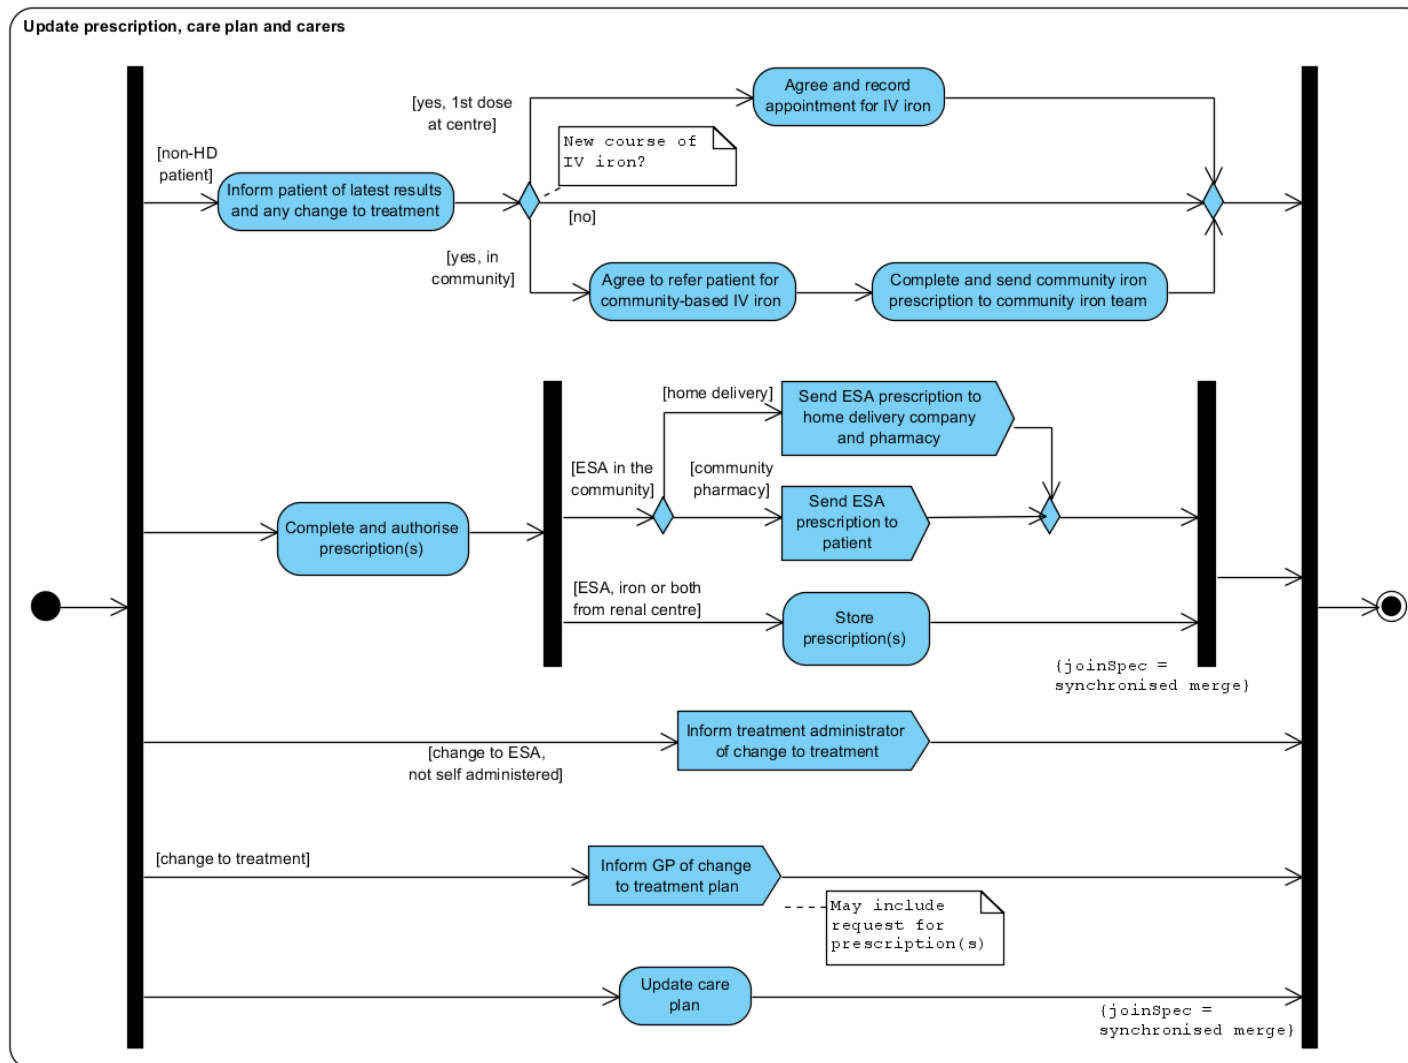 Update prescription, care plan and carers
[yes, 1st dose
at centre]
Agree and record
appointment for IV iron
New course of
IV iron?
[non-HD
patient]
Inform patient of latest results
and any change to treatment
[no]
[yes, in
community]
Agree to refer patient for
community-based IV iron
Complete and send community iron
prescription to community iron team
[home delivery]
Send ESA prescription to
home delivery company
and pharmacy
[ESA in the
community]
[community
pharmacy]
Send ESA
prescription to
patient
Complete and authorise
prescription(s)
[ESA, iron or both
from renal centre]
Store
prescription(s)
{joinSpec =
synchronised merge}
Inform treatment administrator
of change to treatment
[change to ESA,
not self administered]
[change to treatment]
Inform GP of change
to treatment plan
May include
request for
prescription(s)
Update care
plan
{joinSpec =
synchronised merge}